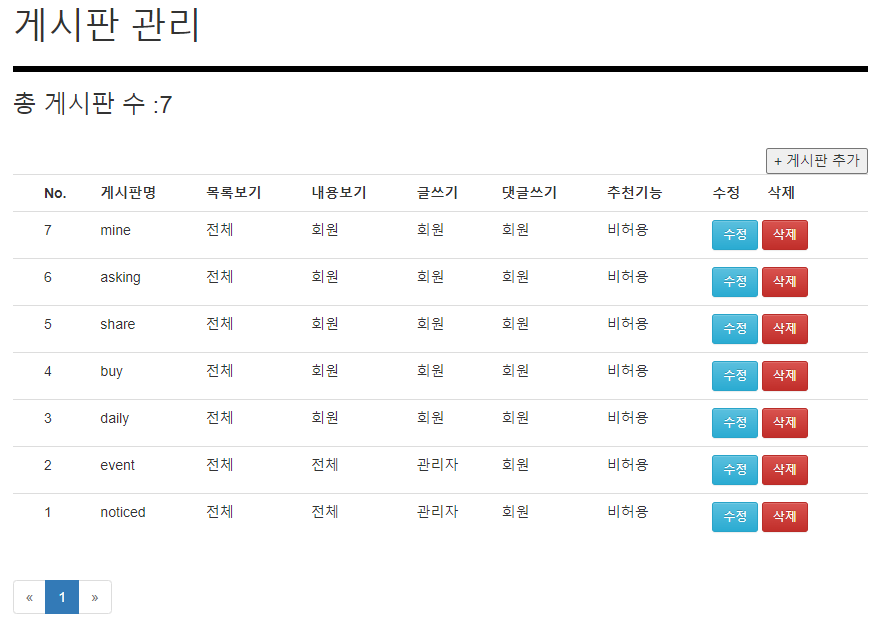 게시판 관리
총 게시판 수 :7
+ 게시판 추가
No. 게시판명 목록보기 내용보기 글쓰기 댓글쓰기 추천기능 수정 삭제
7 mine 전체 회원 회원 회원 비허용 수정 삭제
6 asking 전체 회원 회원 회원 비허용 수정 삭제
5 share 전체 회원 회원 회원 비허용 수정 삭제
4 buy 전체 회원 회원 회원 비허용 수정 삭제
3 daily 전체 회원 회원 회원 비허용 수정 삭제
2 event 전체 전체 관리자 회원 비허용 수정 삭제
1 noticed 전체 전체 관리자 회원 비허용 수정 삭제
« 1 »